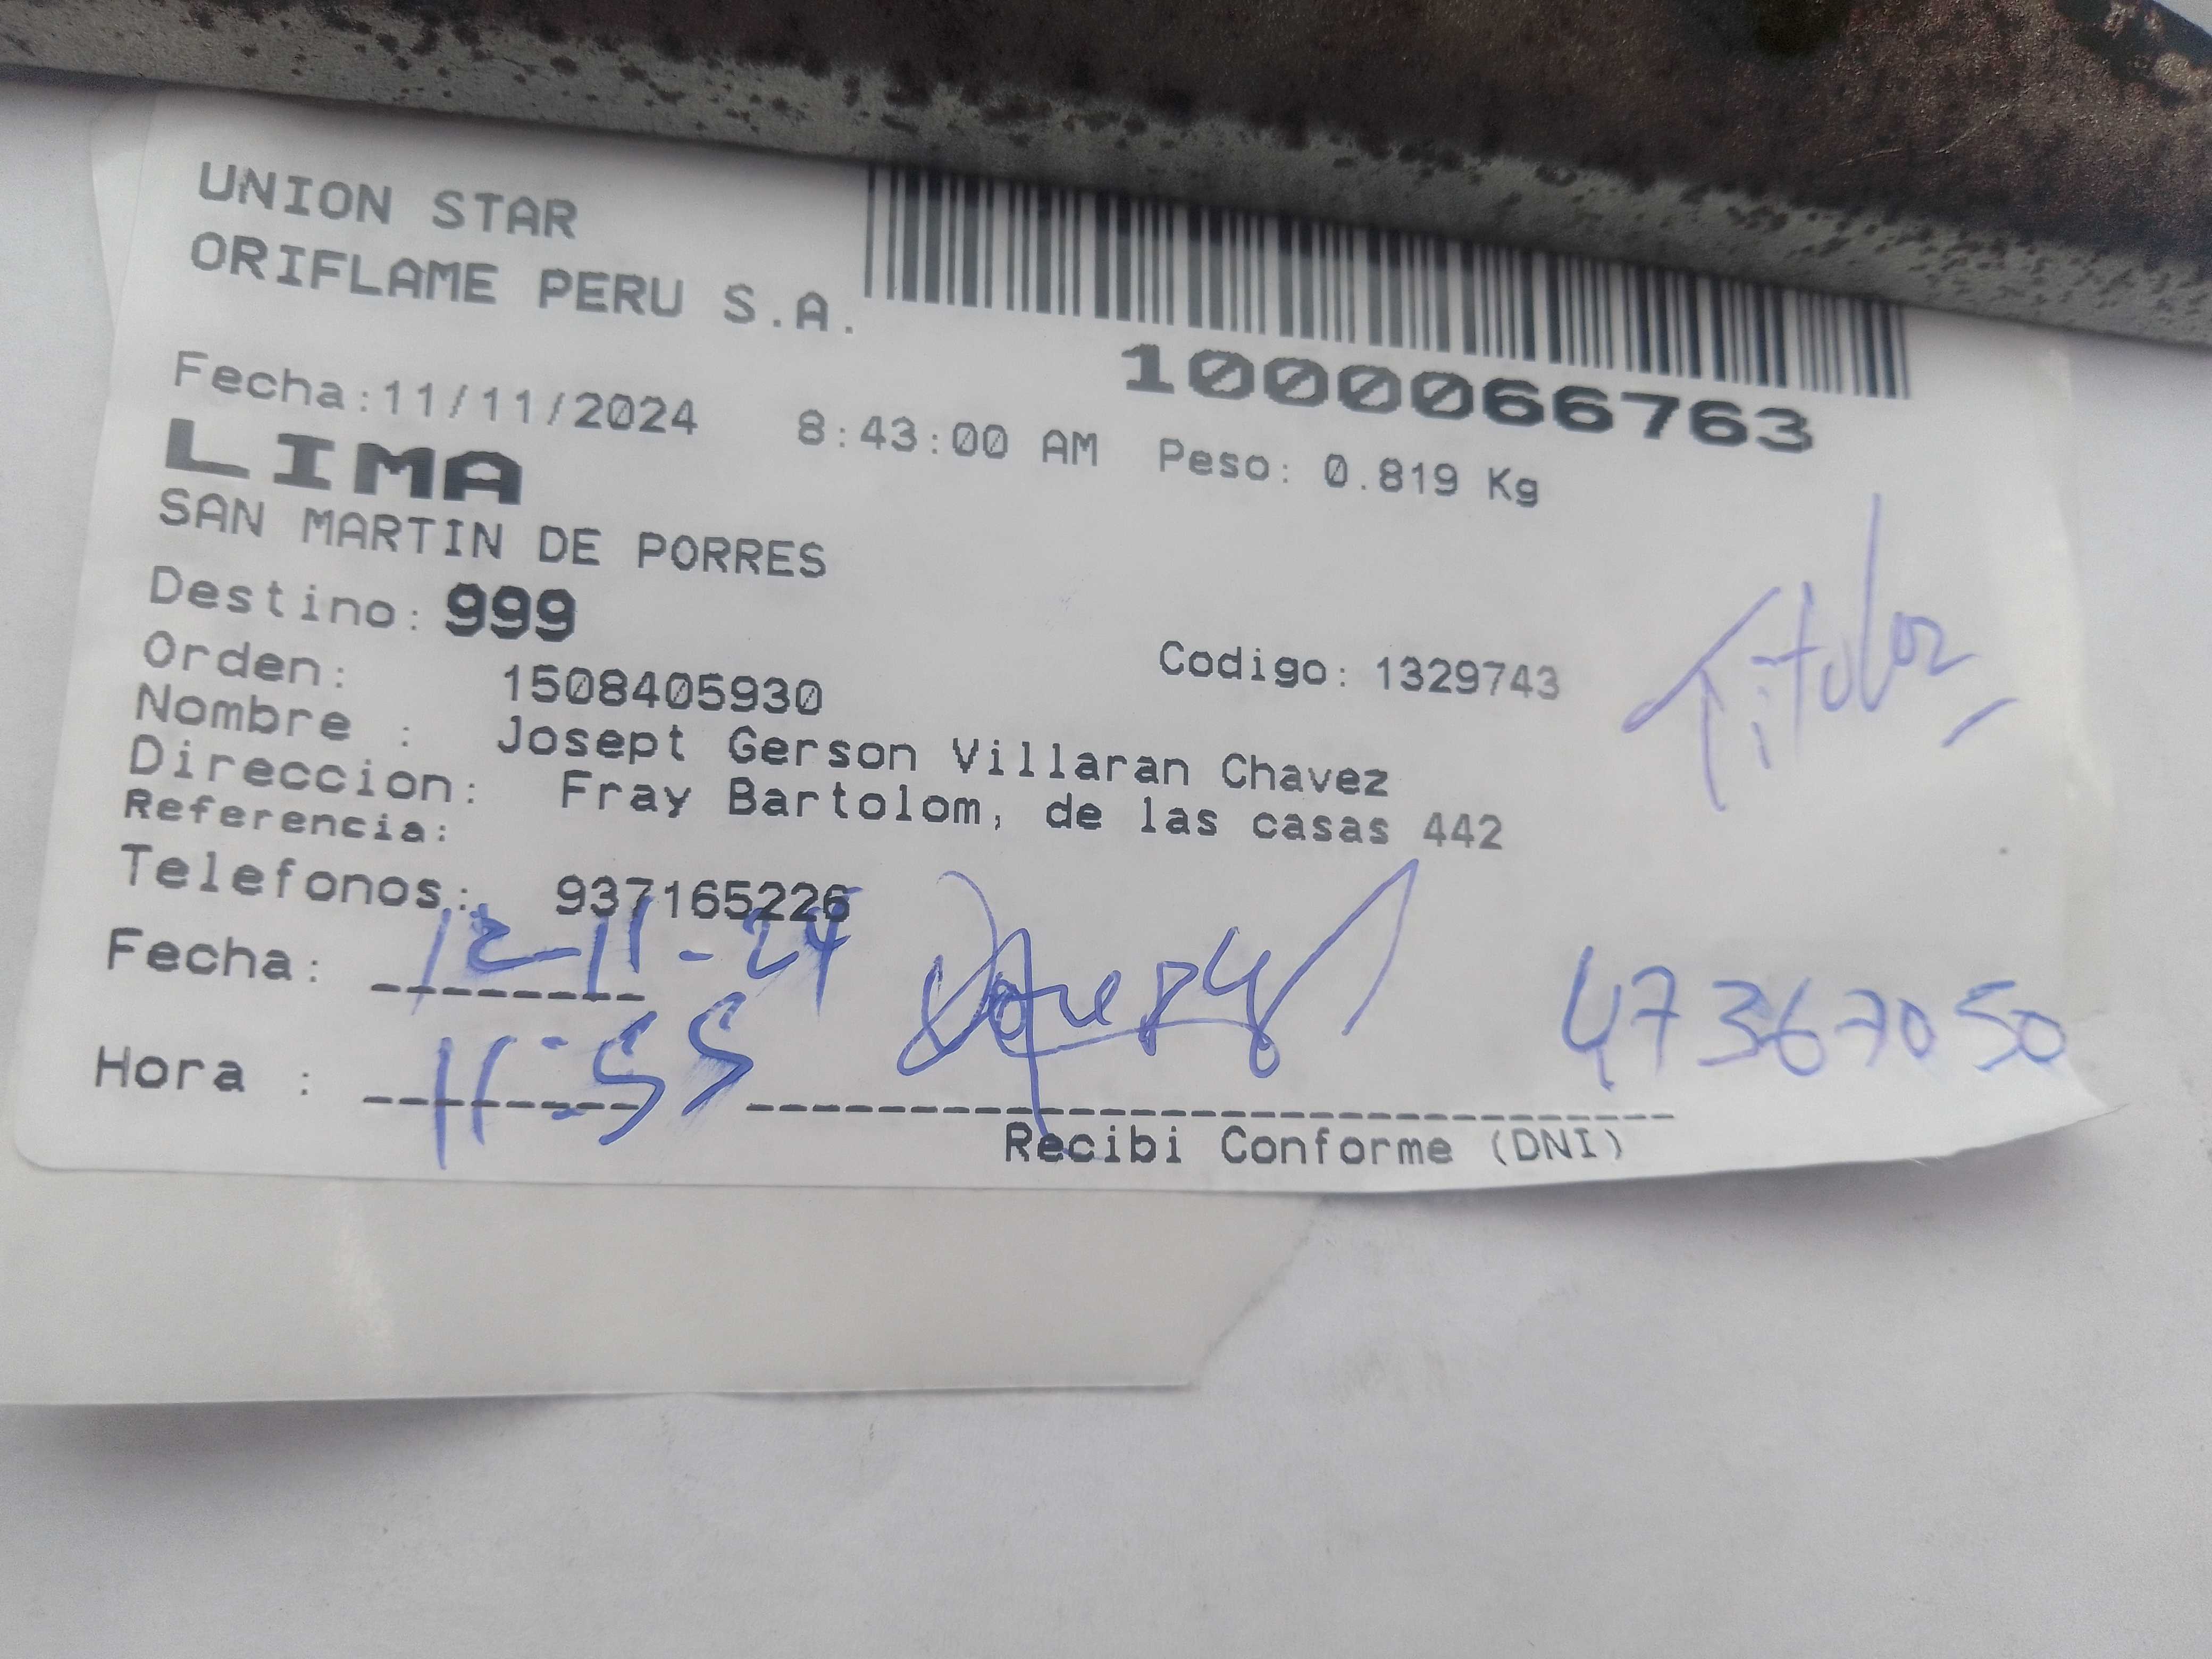 UNION STAR
ORIFLAME PERU S.A.
1000066763
Fecha:11/11/2024 8:43:00 AM Peso: 0.819 Kg
LIMA
SAN MARTIN DE PORRES
Destino: 999
Orden: 1508405930 Codigo: 1329743
Titular
Nombre : Josept Gerson Villaran Chavez
Direccion: Fray Bartolom, de las casas 442
Referencia:
Telefonos: 937165226
Fecha: 12-11-24
47367050
Hora : 11:55
Recibi Conforme (DNI)